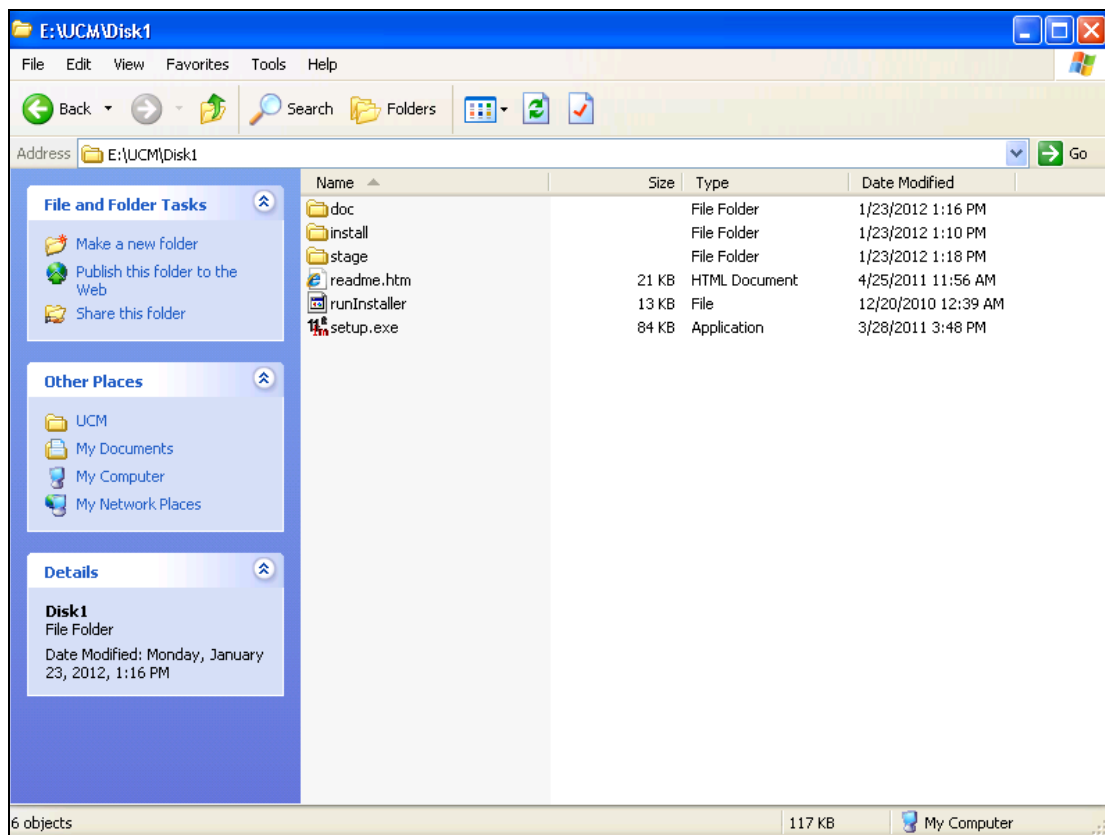 E:\UCM\Disk1
File Edit View Favorites Tools Help
Back Search Folders
Address E:\UCM\Disk1 Go
File and Folder Tasks
Make a new folder
Publish this folder to the
Web
Share this folder
Other Places
UCM
My Documents
My Computer
My Network Places
Details
Disk1
File Folder
Date Modified: Monday, January
23, 2012, 1:16 PM
Name Size Type Date Modified
doc File Folder 1/23/2012 1:16 PM
install File Folder 1/23/2012 1:10 PM
stage File Folder 1/23/2012 1:18 PM
readme.htm 21 KB HTML Document 4/25/2011 11:56 AM
runInstaller 13 KB File 12/20/2010 12:39 AM
setup.exe 84 KB Application 3/28/2011 3:48 PM
6 objects 117 KB My Computer